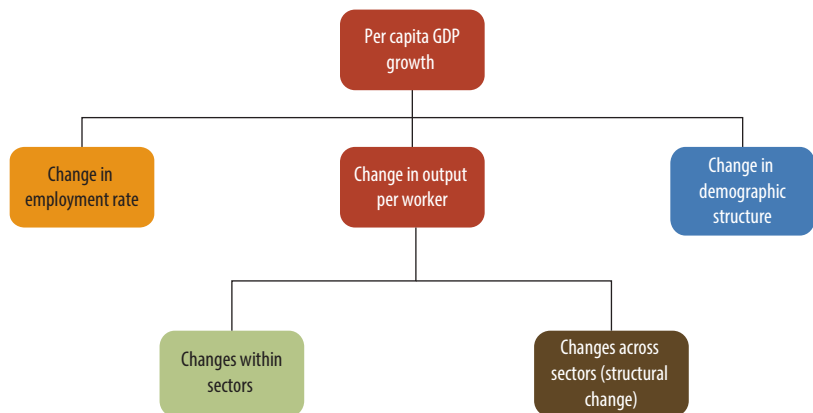 Per capita GDP
growth
Change in
employment rate
Change in output
per worker
Change in
demographic
structure
Changes within
sectors
Changes across
sectors (structural
change)